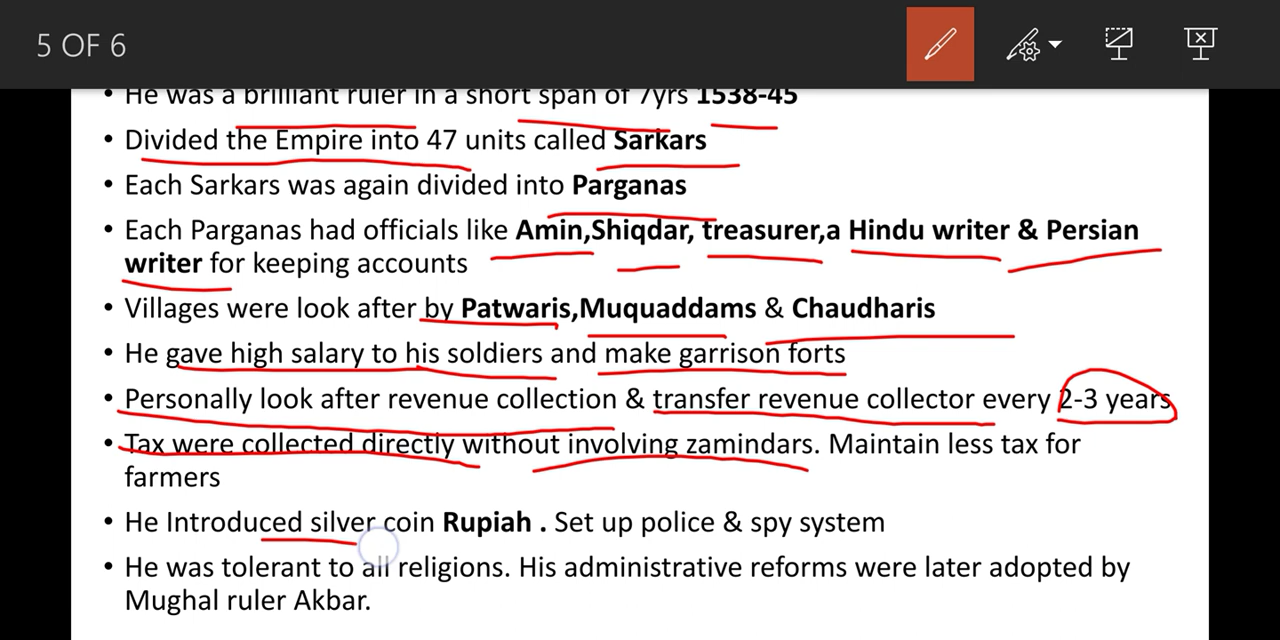 5 OF 6
• He was a brilliant ruler in a short span of 7yrs 1538-45
• Divided the Empire into 47 units called Sarkars
• Each Sarkars was again divided into Parganas
• Each Parganas had officials like Amin,Shiqdar, treasurer,a Hindu writer & Persian
writer for keeping accounts
• Villages were look after by Patwaris,Muquaddams & Chaudharis
• He gave high salary to his soldiers and make garrison forts
• Personally look after revenue collection & transfer revenue collector every 2-3 years
• Tax were collected directly without involving zamindars. Maintain less tax for
farmers
• He Introduced silver coin Rupiah . Set up police & spy system
• He was tolerant to all religions. His administrative reforms were later adopted by
Mughal ruler Akbar.